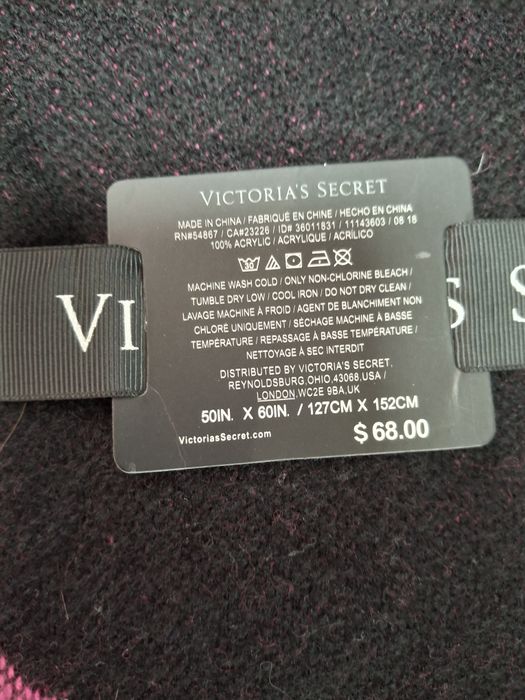 VICTORIA'S SECRET
MADE IN CHINA / FABRIQUÉ EN CHINE / HECHO EN CHINA
RN#54867 / CA#23226 / ID# 36011831 / 11143603 / 08 18
100% ACRYLIC / ACRYLIQUE / ACRÍLICO
30
MACHINE WASH COLD / ONLY NON-CHLORINE BLEACH /
TUMBLE DRY LOW / COOL IRON / DO NOT DRY CLEAN /
LAVAGE MACHINE À FROID / AGENT DE BLANCHIMENT NON
CHLORÉ UNIQUEMENT / SÉCHAGE MACHINE À BASSE
TEMPÉRATURE / REPASSAGE À BASSE TEMPÉRATURE /
NETTOYAGE À SEC INTERDIT
DISTRIBUTED BY VICTORIA'S SECRET,
REYNOLDSBURG,OHIO,43068,USA /
LONDON,WC2E 9BA,UK
50IN. X 60IN. / 127CM X 152CM
VictoriasSecret.com $ 68.00
VI S S